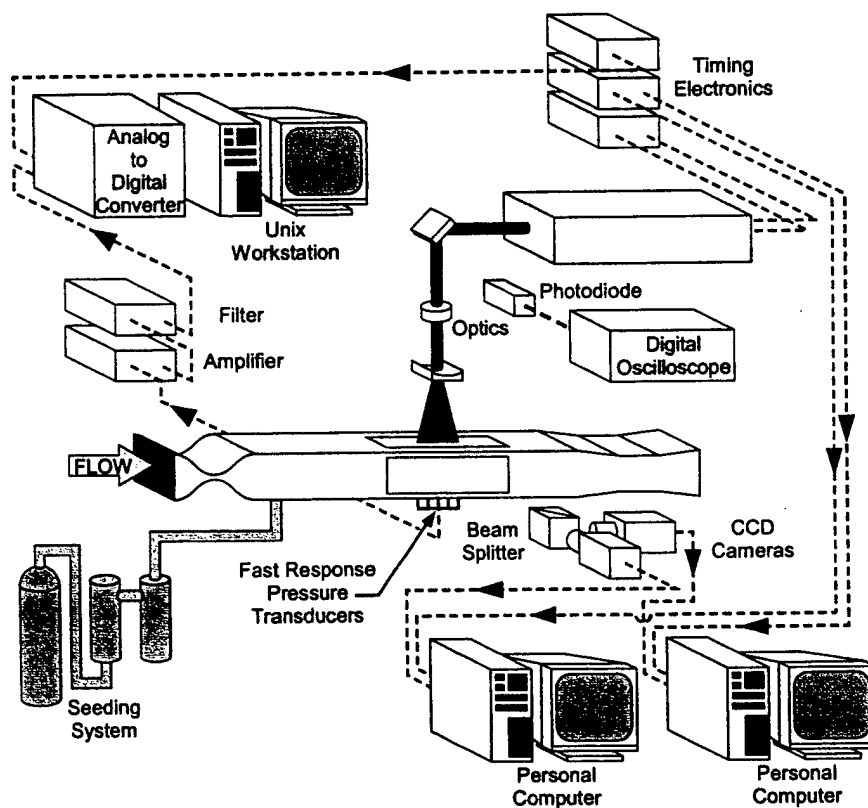 Timing
Electronics
Analog
to
Digital
Converter
Unix
Workstation
Photodiode
Filter
Optics
Digital
Oscilloscope
Amplifier
FLOW
Beam
Splitter
CCD
Cameras
Fast Response
Pressure
Transducers
Seeding
System
Personal
Computer
Personal
Computer